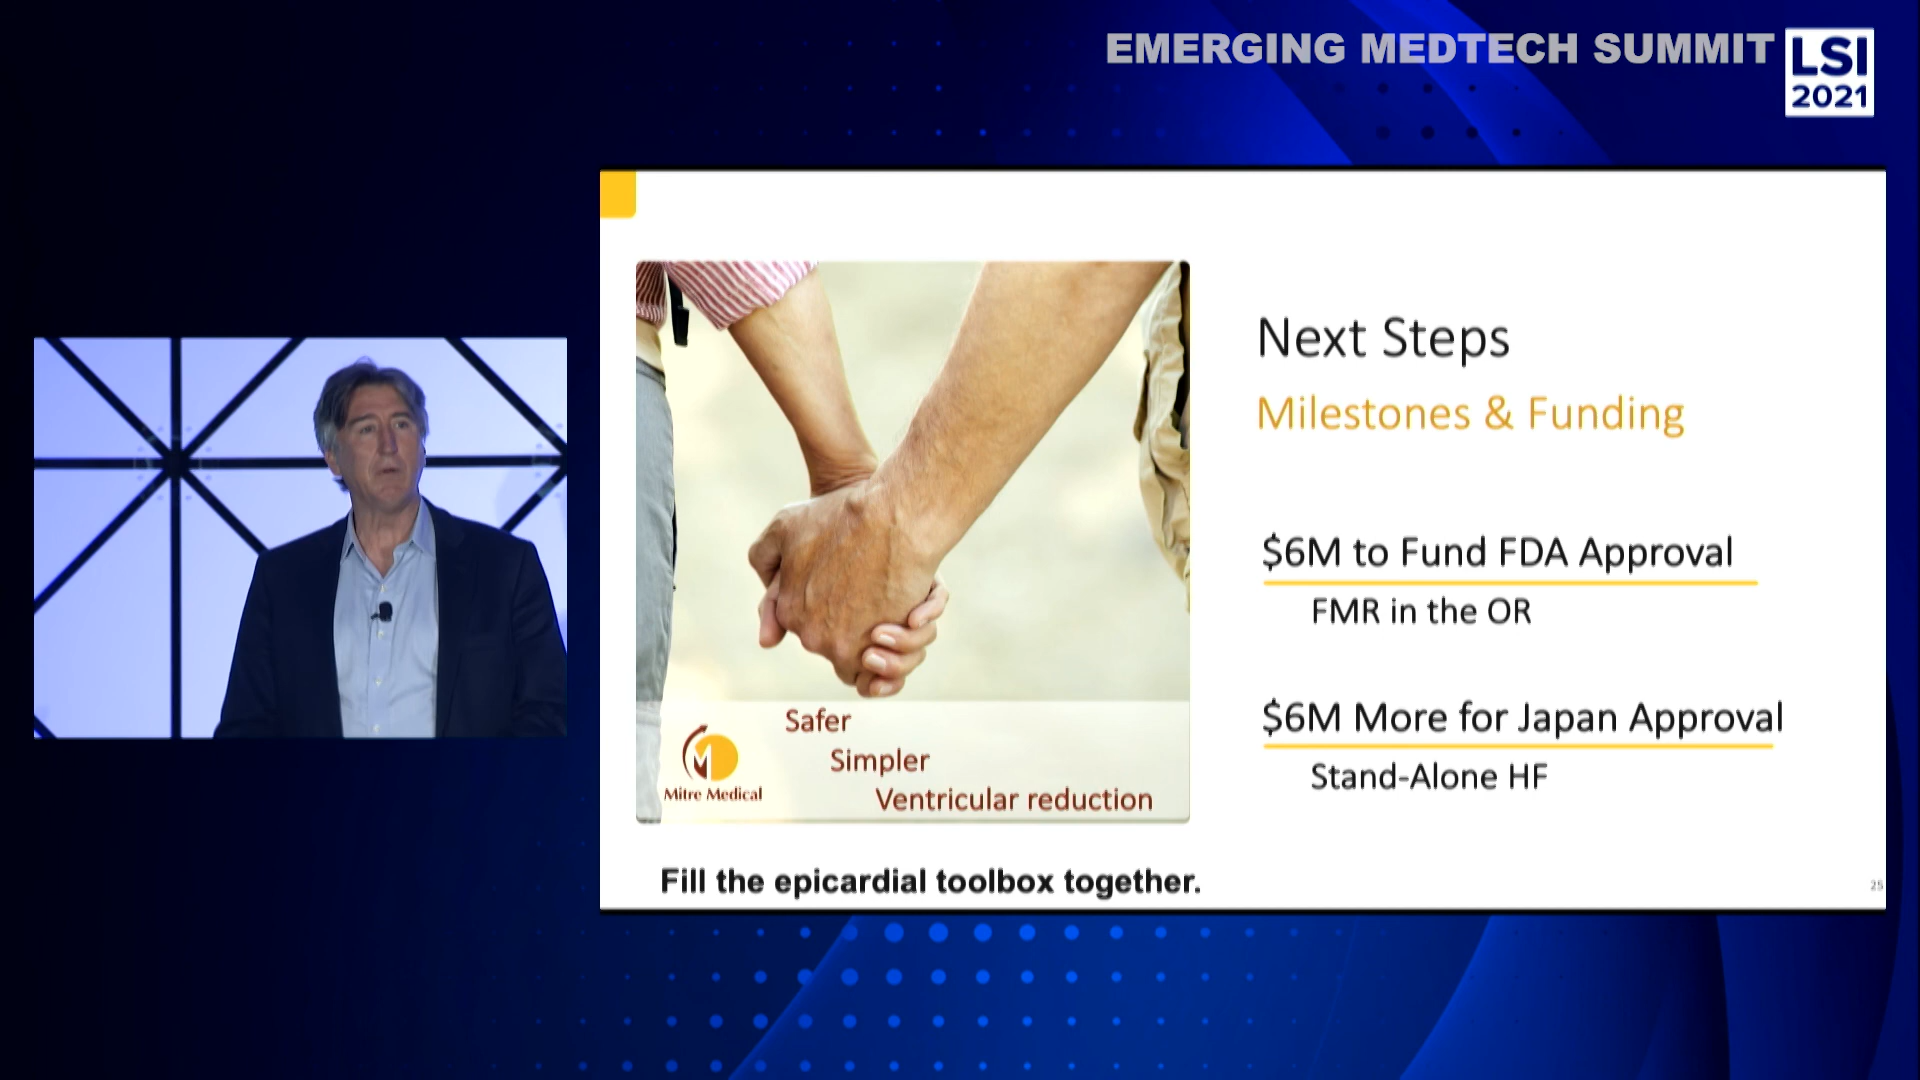 EMERGING MEDTECH SUMMIT
LSI
2021
Next Steps
Milestones & Funding
$6M to Fund FDA Approval
FMR in the OR
$6M More for Japan Approval
Stand-Alone HF
Safer
Simpler
Ventricular reduction
M
Mitre Medical
Fill the epicardial toolbox together.
25